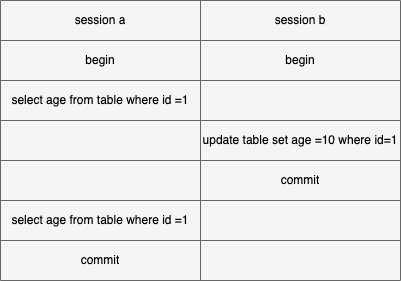 session a session b
begin begin
select age from table where id =1
update table set age =10 where id=1
commit
select age from table where id =1
commit